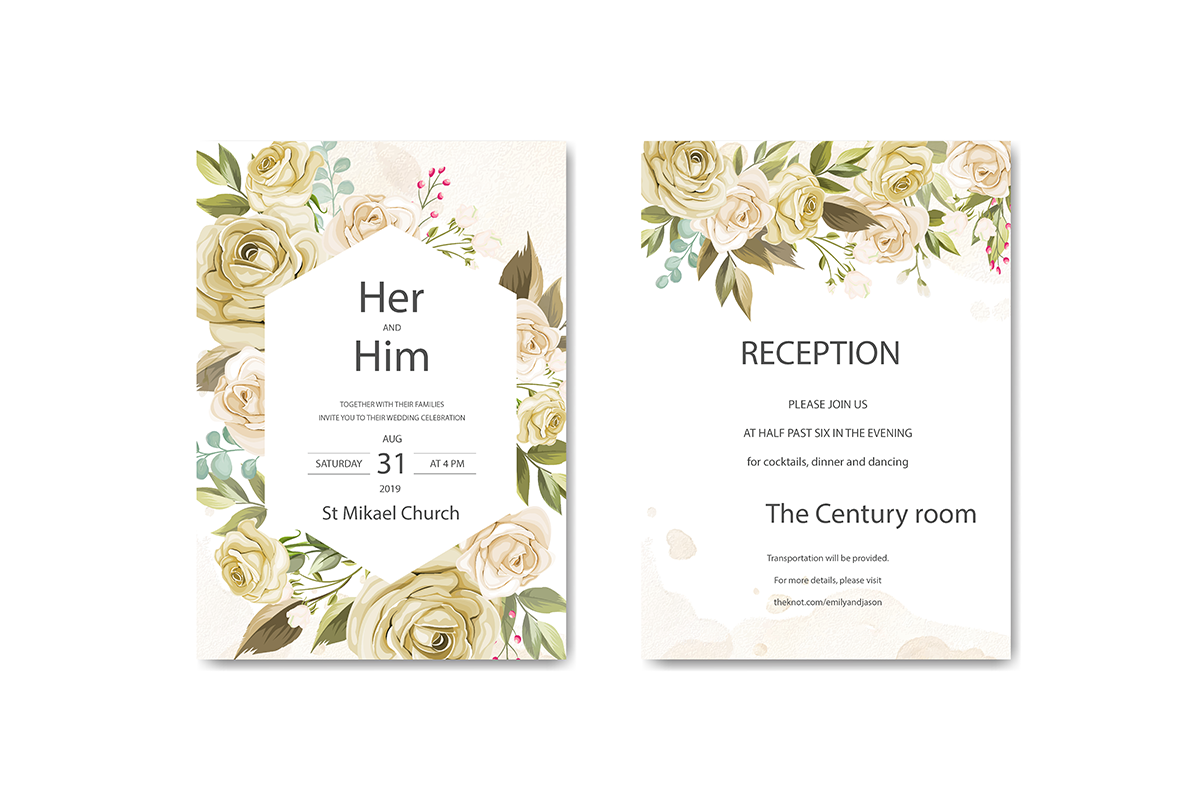 Her
AND
Him
TOGETHER WITH THEIR FAMILIES
INVITE YOU TO THEIR WEDDING CELEBRATION
AUG
SATURDAY 31 AT 4 PM
2019
St Mikael Church
RECEPTION
PLEASE JOIN US
AT HALF PAST SIX IN THE EVENING
for cocktails, dinner and dancing
The Century room
Transportation will be provided.
For more details, please visit
theknot.com/emilyandjason